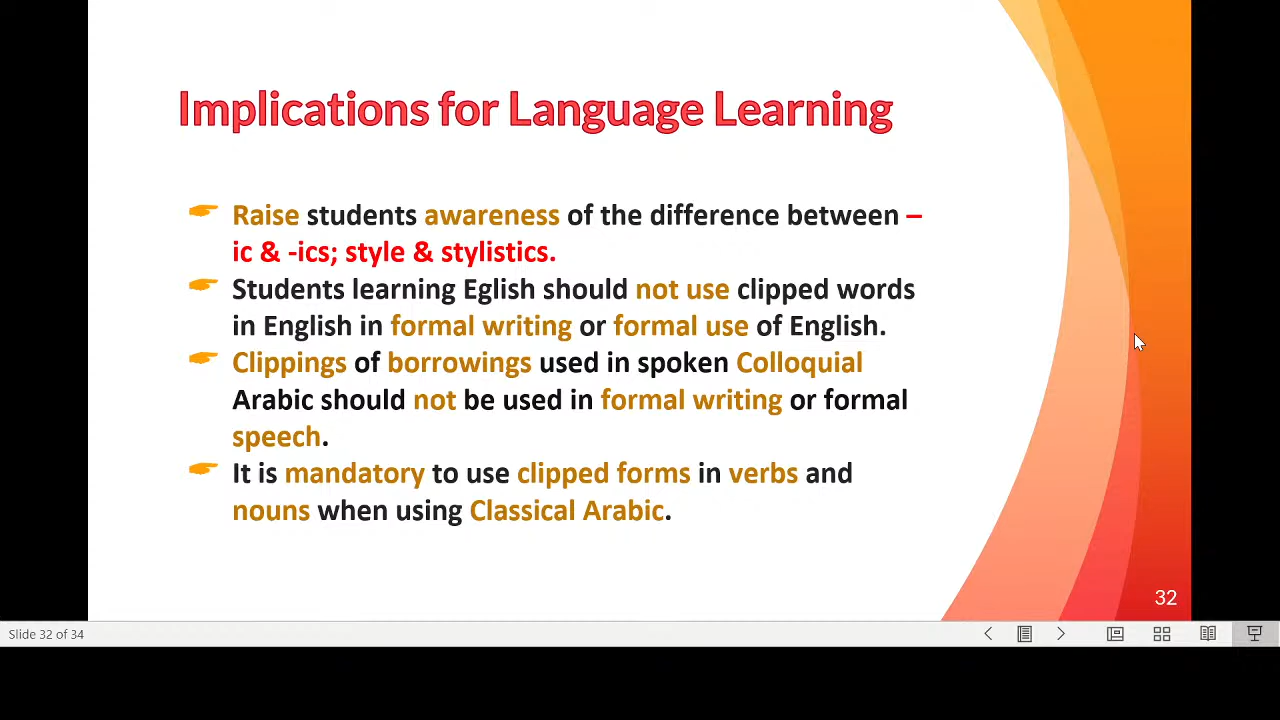 Implications for Language Learning
Raise students awareness of the difference between –
ic & -ics; style & stylistics.
Students learning Eglish should not use clipped words
in English in formal writing or formal use of English.
Clippings of borrowings used in spoken Colloquial
Arabic should not be used in formal writing or formal
speech.
It is mandatory to use clipped forms in verbs and
nouns when using Classical Arabic.
32
Slide 32 of 34